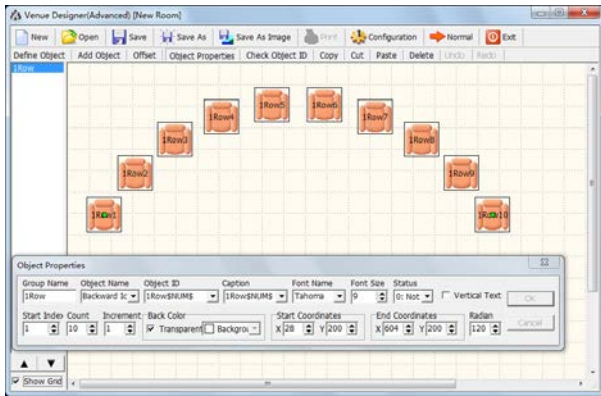 Venue Designer(Advanced) [New Room]
New Open Save Save As Save As Image Print Configuration Normal Exit
Define Object Add Object Offset Object Properties Check Object ID Copy Cut Paste Delete Undo Redo
1Row
1Row5 1Row6
1Row4 1Row7
1Row3 1Row8
1Row2 1Row9
1Row1 1Row10
Object Properties
Group Name Object Name Object ID Caption Font Name Font Size Status
1Row Backward Ic 1Row$NUM$ 1Row$NUM$ Tahoma 9 0: Not Vertical Text OK
Start Index Count Increment Back Color Start Coordinates End Coordinates Radian
1 10 1 Transparent Backgrou X 28 Y 200 X 604 Y 200 120 Cancel
Show Grid